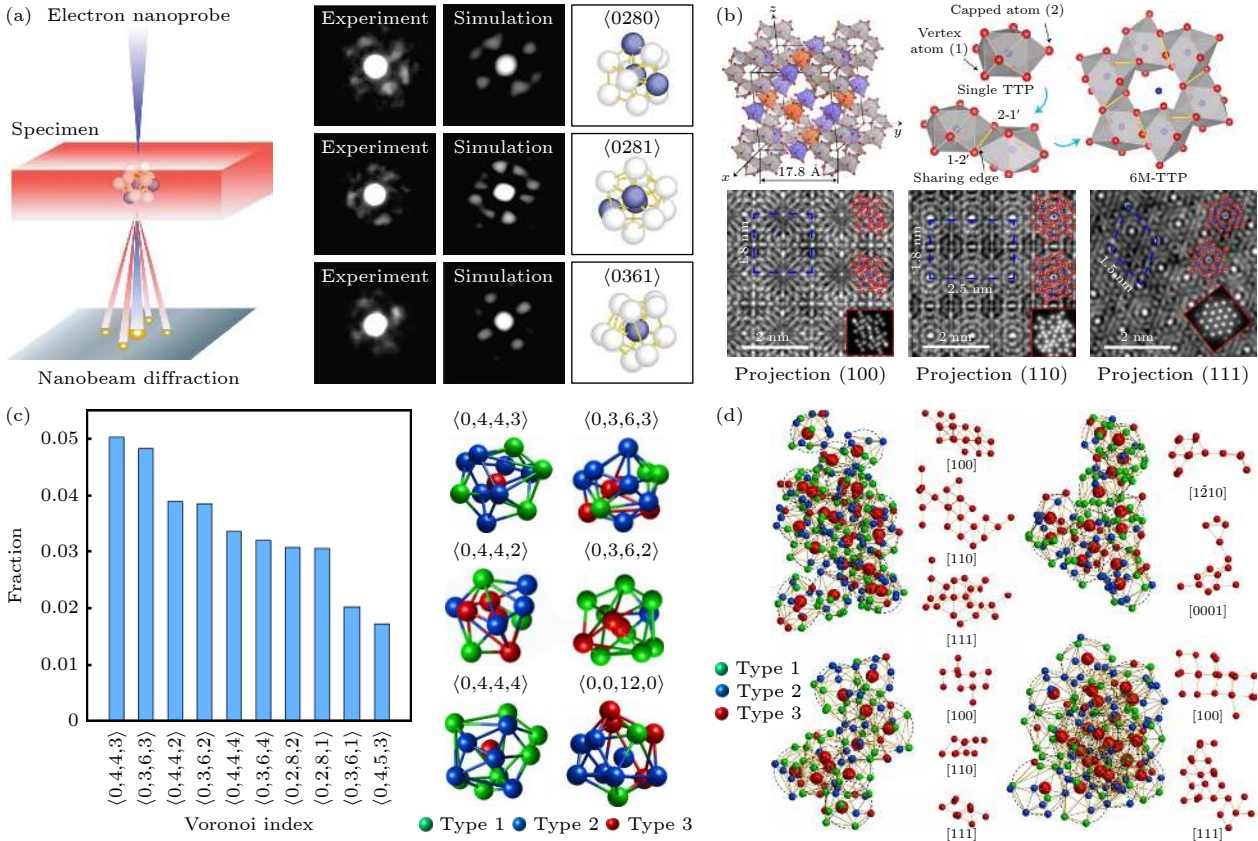 (a)
Electron nanoprobe
Specimen
Nanobeam diffraction
Experiment Simulation ⟨0280⟩
Experiment Simulation ⟨0281⟩
Experiment Simulation ⟨0361⟩
(b)
z
y
x
17.8 Å
Capped atom (2)
Vertex
atom (1)
Single TTP
2-1′
1-2′
Sharing edge
6M-TTP
1.8 nm
2 nm
1.8 nm
2.5 nm
2 nm
1.5 nm
2 nm
Projection (100) Projection (110) Projection (111)
(c)
Fraction
0.05
0.04
0.03
0.02
0.01
0
⟨0,4,4,3⟩
⟨0,3,6,3⟩
⟨0,4,4,2⟩
⟨0,3,6,2⟩
⟨0,4,4,4⟩
⟨0,3,6,4⟩
⟨0,2,8,2⟩
⟨0,2,8,1⟩
⟨0,3,6,1⟩
⟨0,4,5,3⟩
Voronoi index
⟨0,4,4,3⟩ ⟨0,3,6,3⟩
⟨0,4,4,2⟩ ⟨0,3,6,2⟩
⟨0,4,4,4⟩ ⟨0,0,12,0⟩
Type 1 Type 2 Type 3
(d)
[100]
[110]
[111]
[12̄10]
[0001]
Type 1
Type 2
Type 3
[100]
[110]
[111]
[100]
[111]